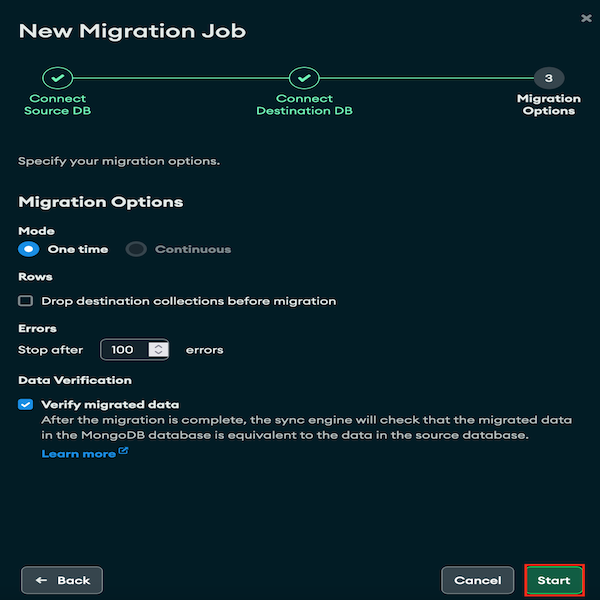 New Migration Job
3
Connect
Source DB
Connect
Destination DB
Migration
Options
Specify your migration options.
Migration Options
Mode
One time Continuous
Rows
Drop destination collections before migration
Errors
Stop after 100 errors
Data Verification
Verify migrated data
After the migration is complete, the sync engine will check that the migrated data
in the MongoDB database is equivalent to the data in the source database.
Learn more
Back Cancel Start